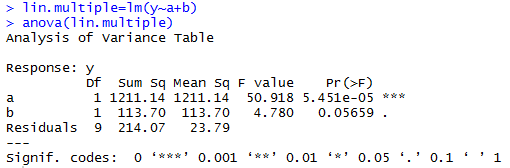 > lin.multiple=lm(y~a+b)
> anova(lin.multiple)
Analysis of Variance Table

Response: y
          Df  Sum Sq Mean Sq F value    Pr(>F)
a          1 1211.14 1211.14  50.918 5.451e-05 ***
b          1  113.70  113.70   4.780   0.05659 .
Residuals  9  214.07   23.79
---
Signif. codes:  0 ‘***’ 0.001 ‘**’ 0.01 ‘*’ 0.05 ‘.’ 0.1 ‘ ’ 1